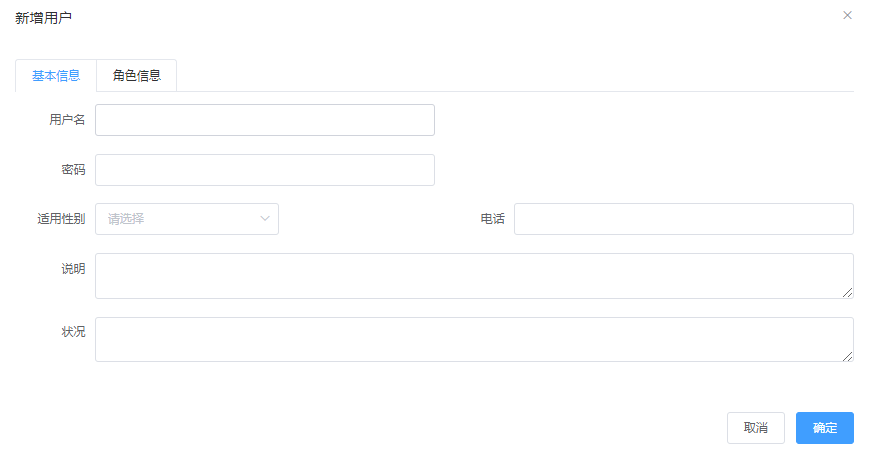 新增用户
基本信息 角色信息
用户名
密码
适用性别 请选择 电话
说明
状况
取消 确定